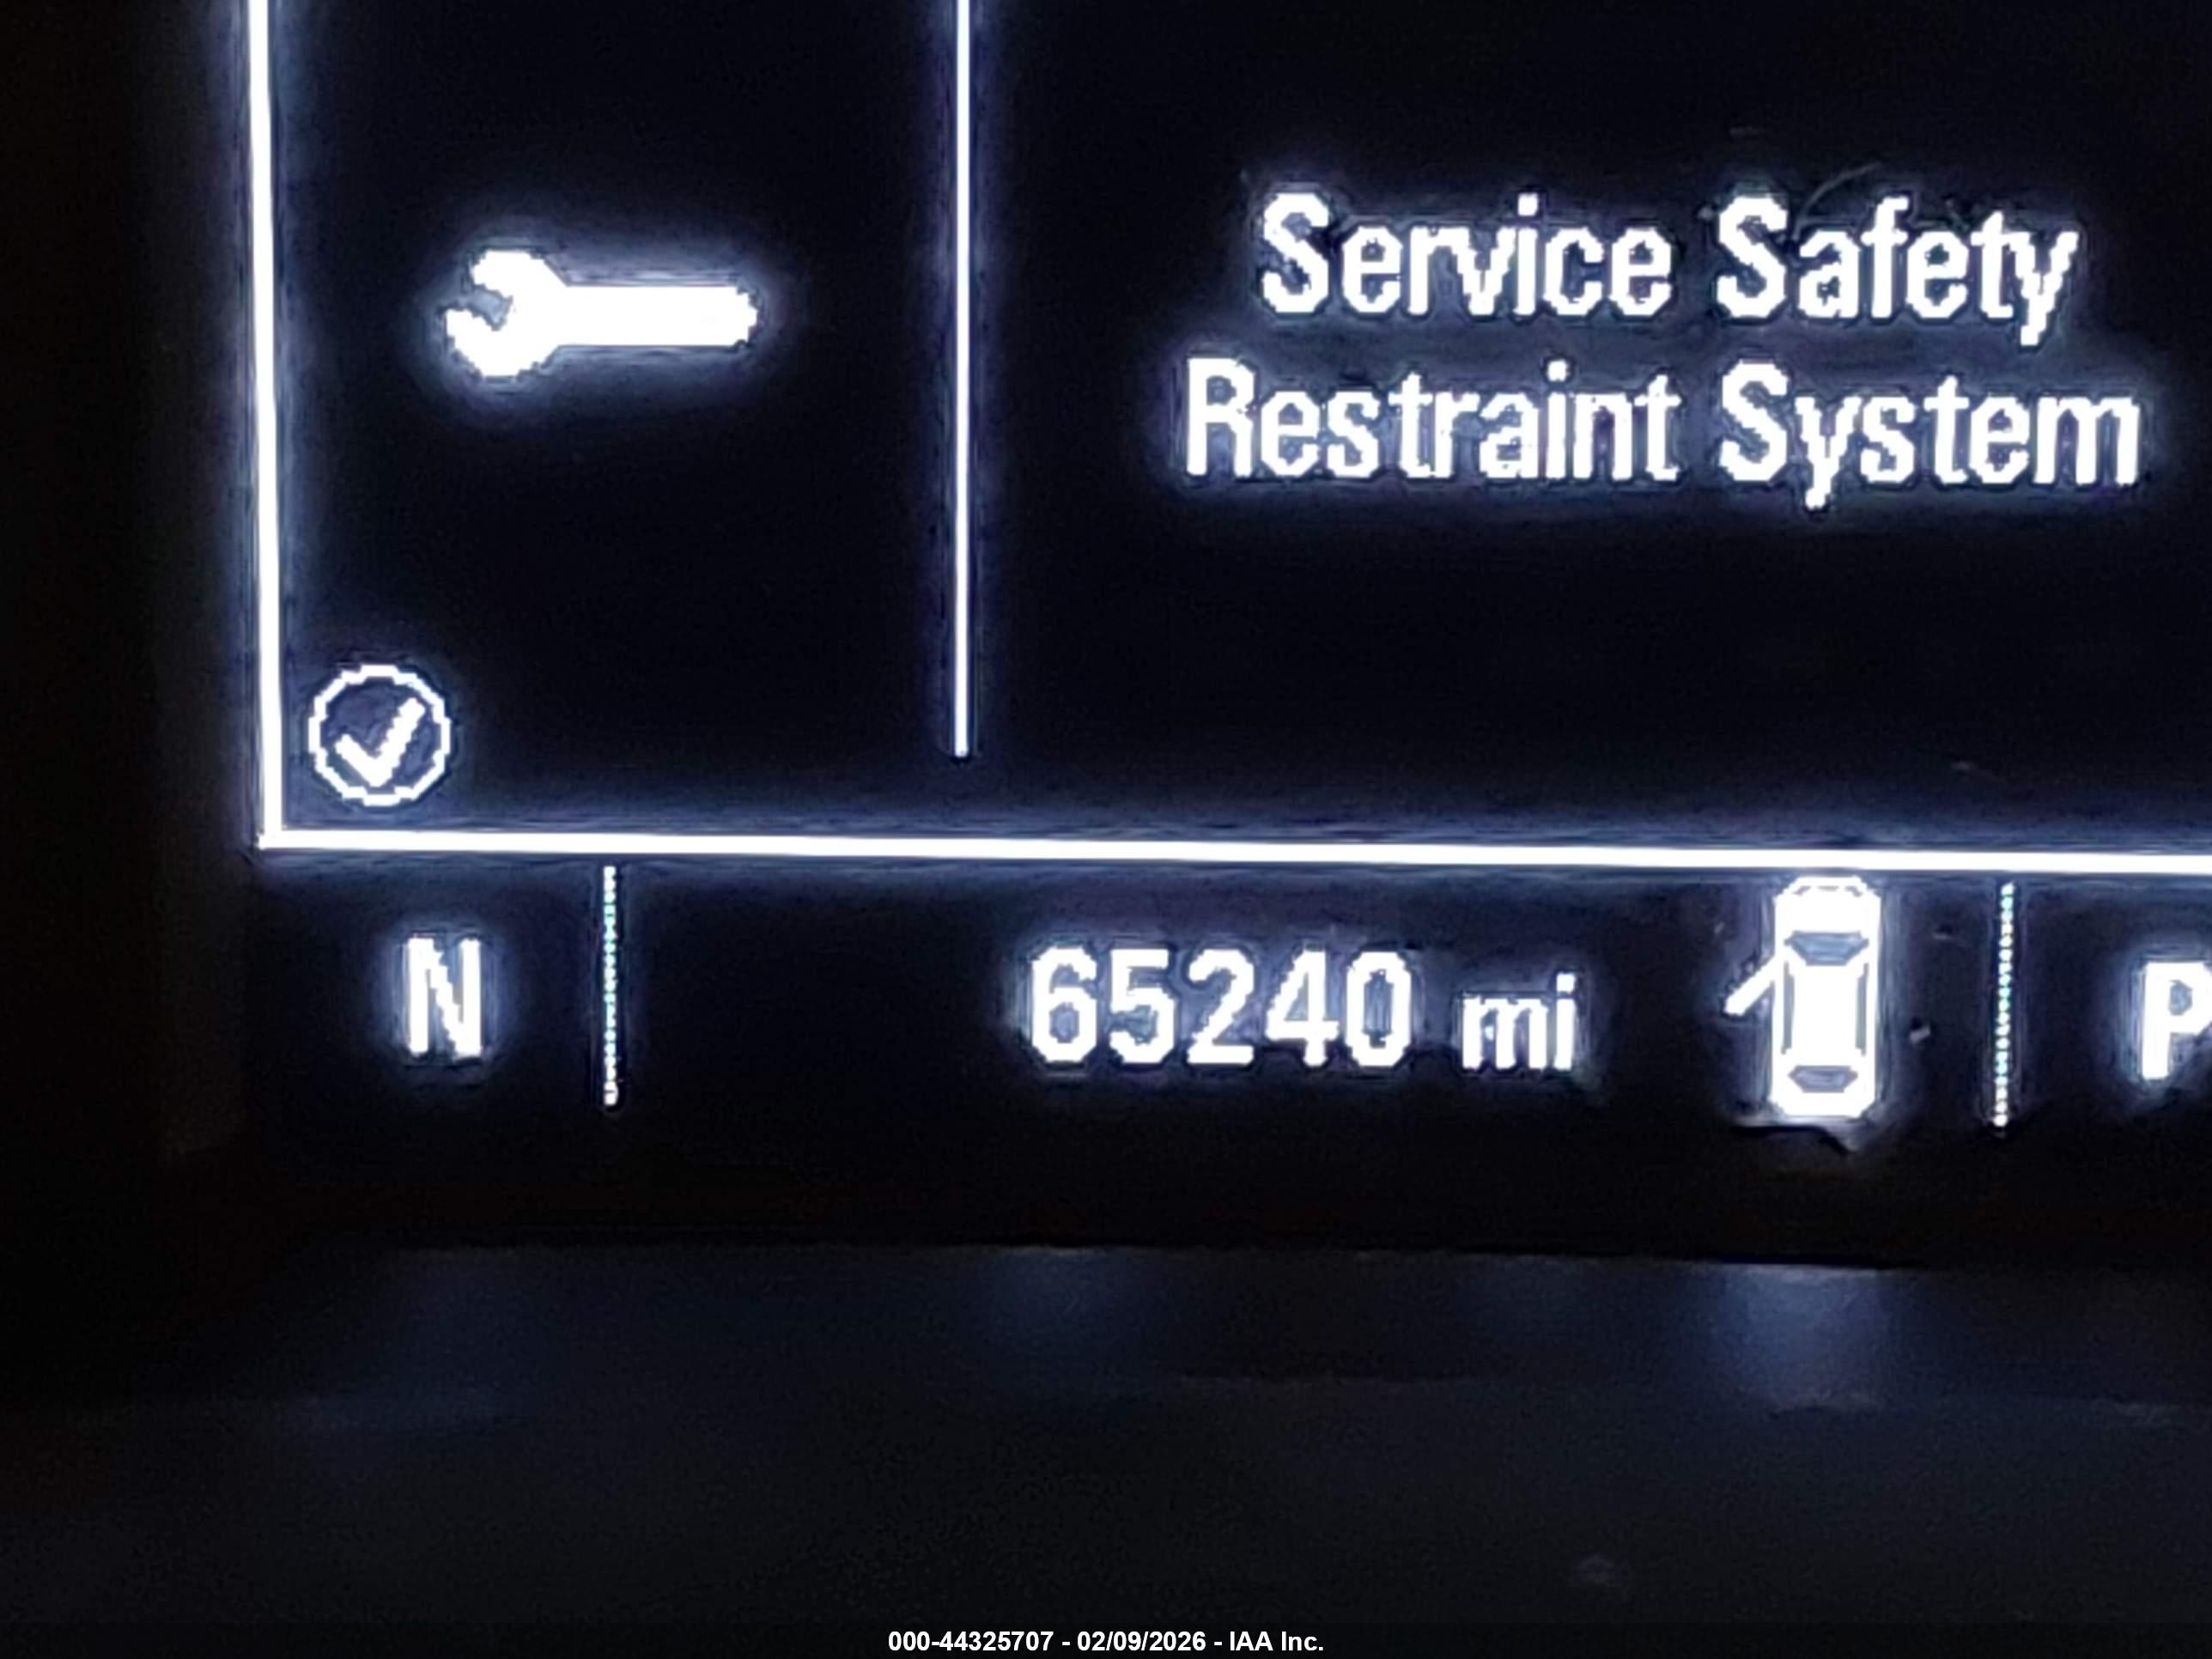 Service Safety
Restraint System
N
65240 mi
P
000-44325707 - 02/09/2026 - IAA Inc.